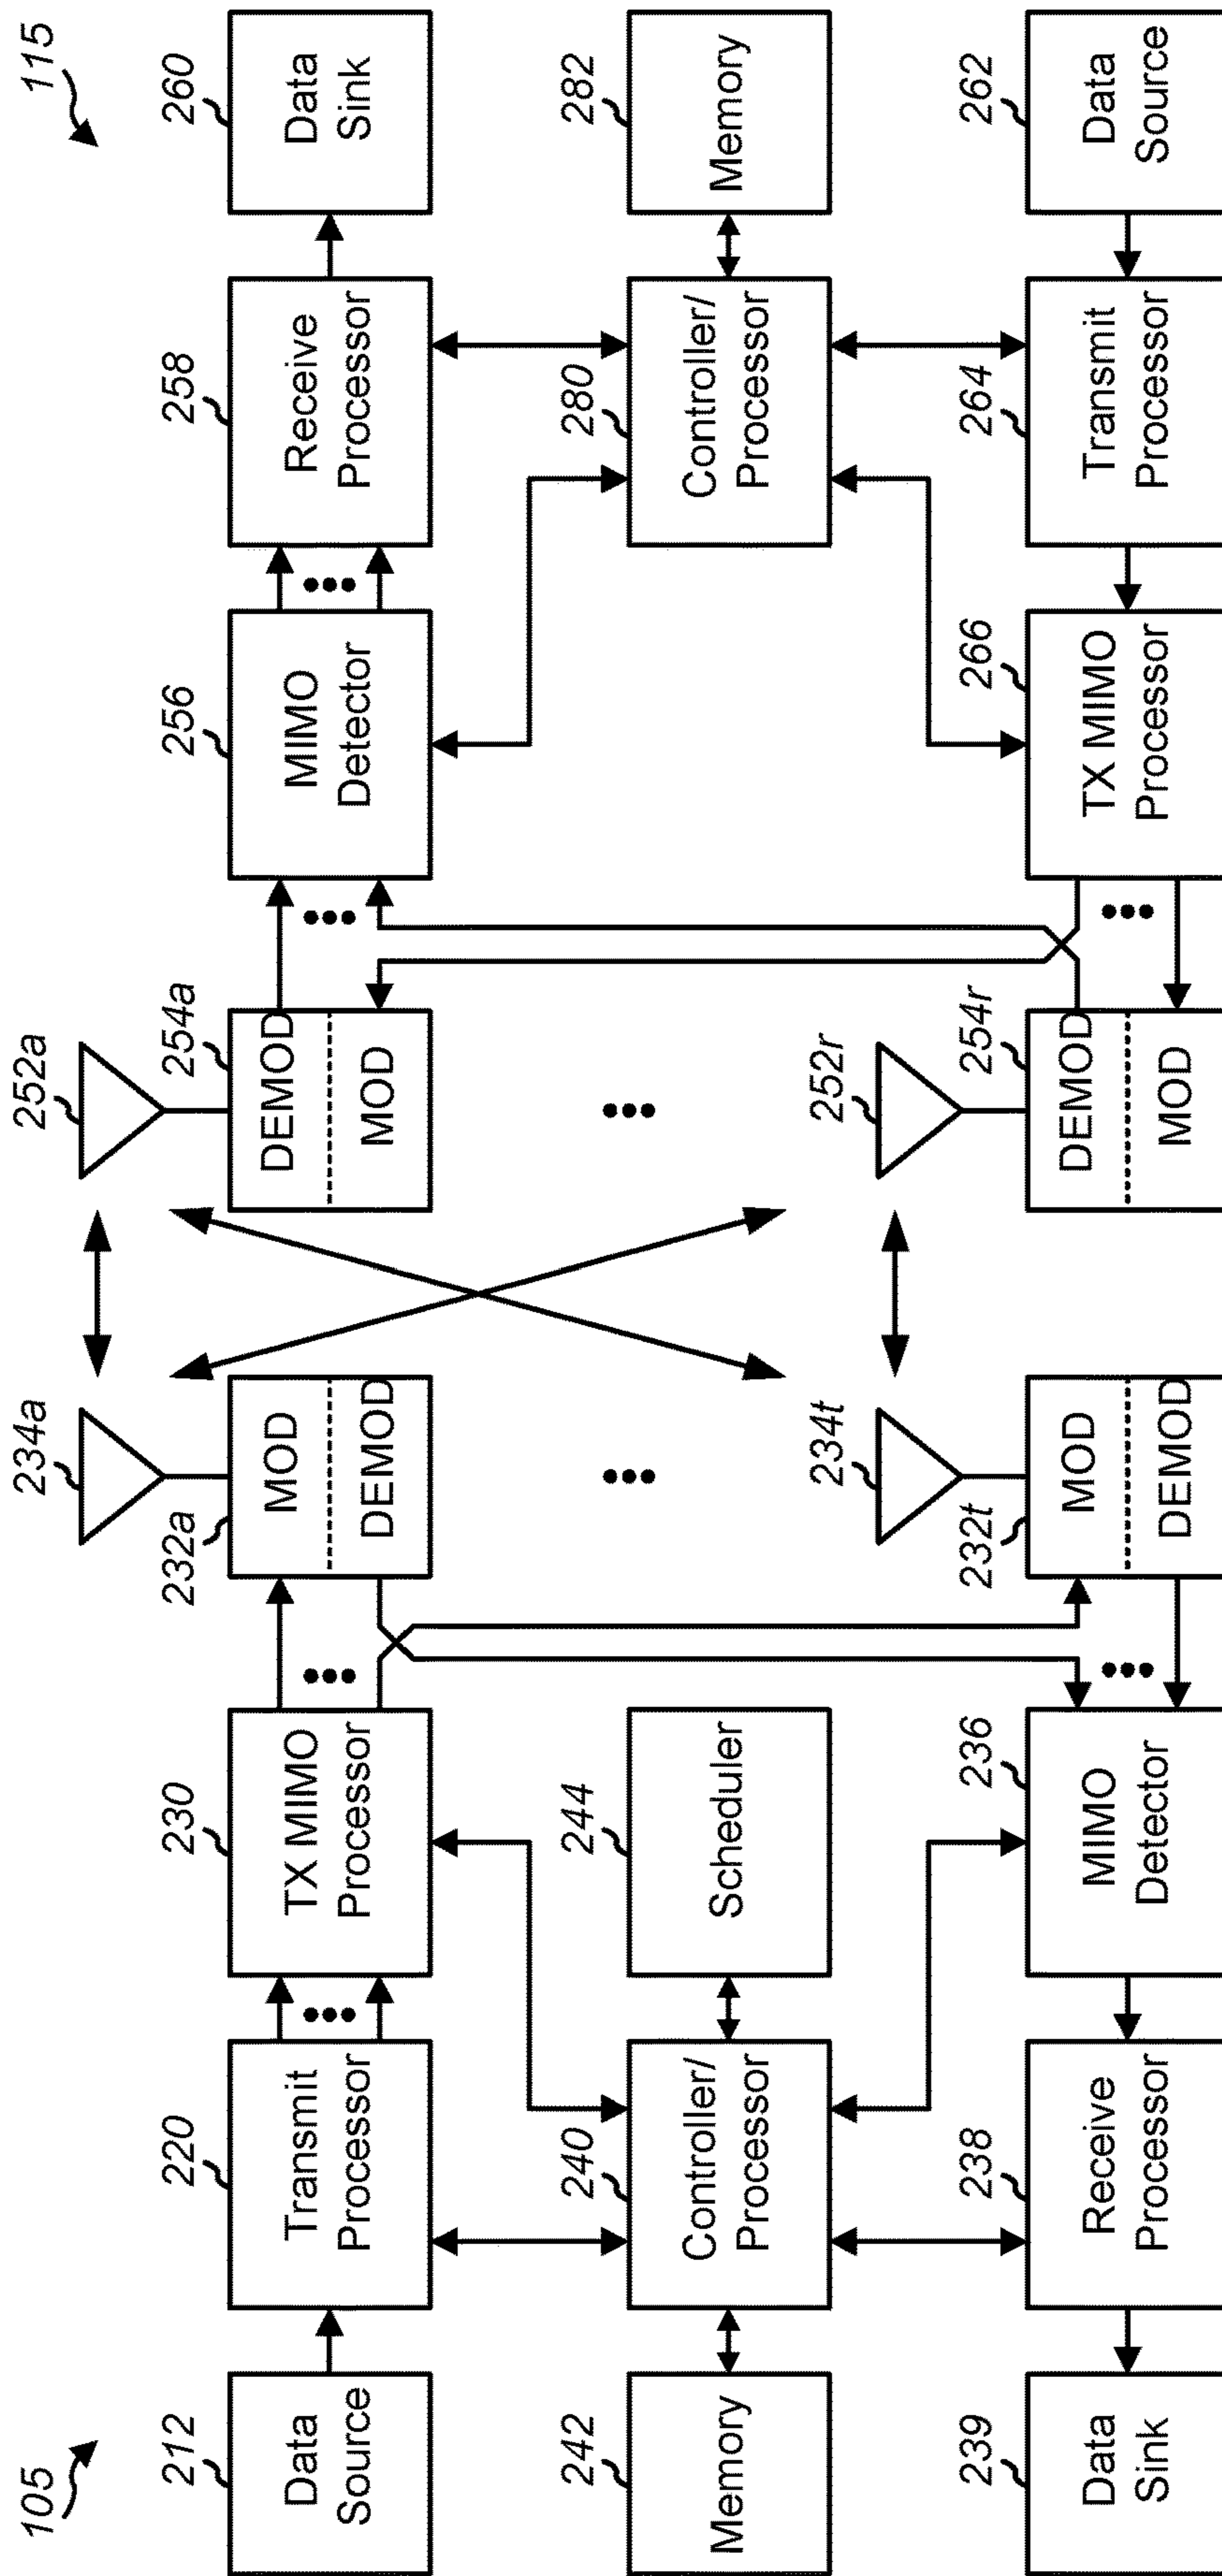 105
115
212
Data
Source
220
Transmit
Processor
230
TX MIMO
Processor
232a
MOD
DEMOD
234a
252a
254a
DEMOD
MOD
256
MIMO
Detector
258
Receive
Processor
260
Data
Sink
242
Memory
240
Controller/
Processor
244
Scheduler
280
Controller/
Processor
282
Memory
239
Data
Sink
238
Receive
Processor
236
MIMO
Detector
232t
MOD
DEMOD
234t
252r
254r
DEMOD
MOD
266
TX MIMO
Processor
264
Transmit
Processor
262
Data
Source